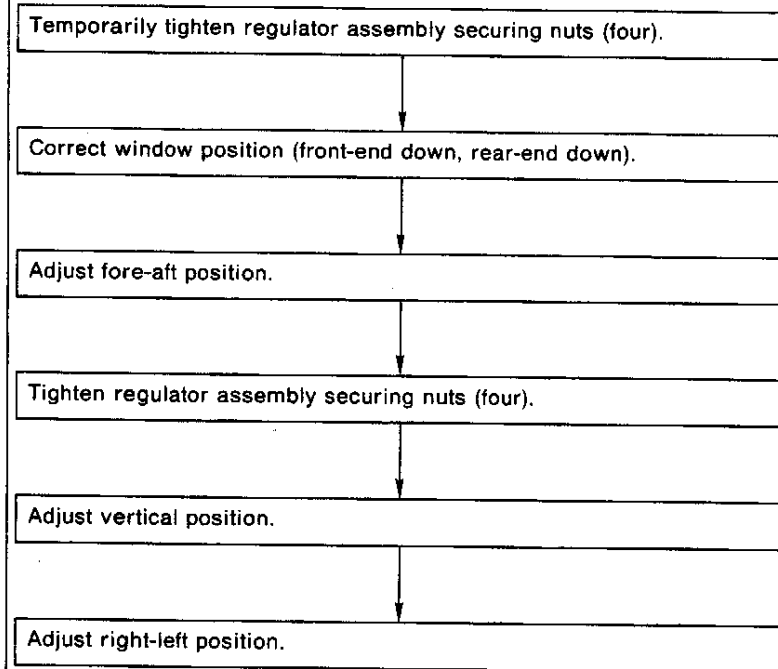 Temporarily tighten regulator assembly securing nuts (four).
Correct window position (front-end down, rear-end down).
Adjust fore-aft position.
Tighten regulator assembly securing nuts (four).
Adjust vertical position.
Adjust right-left position.